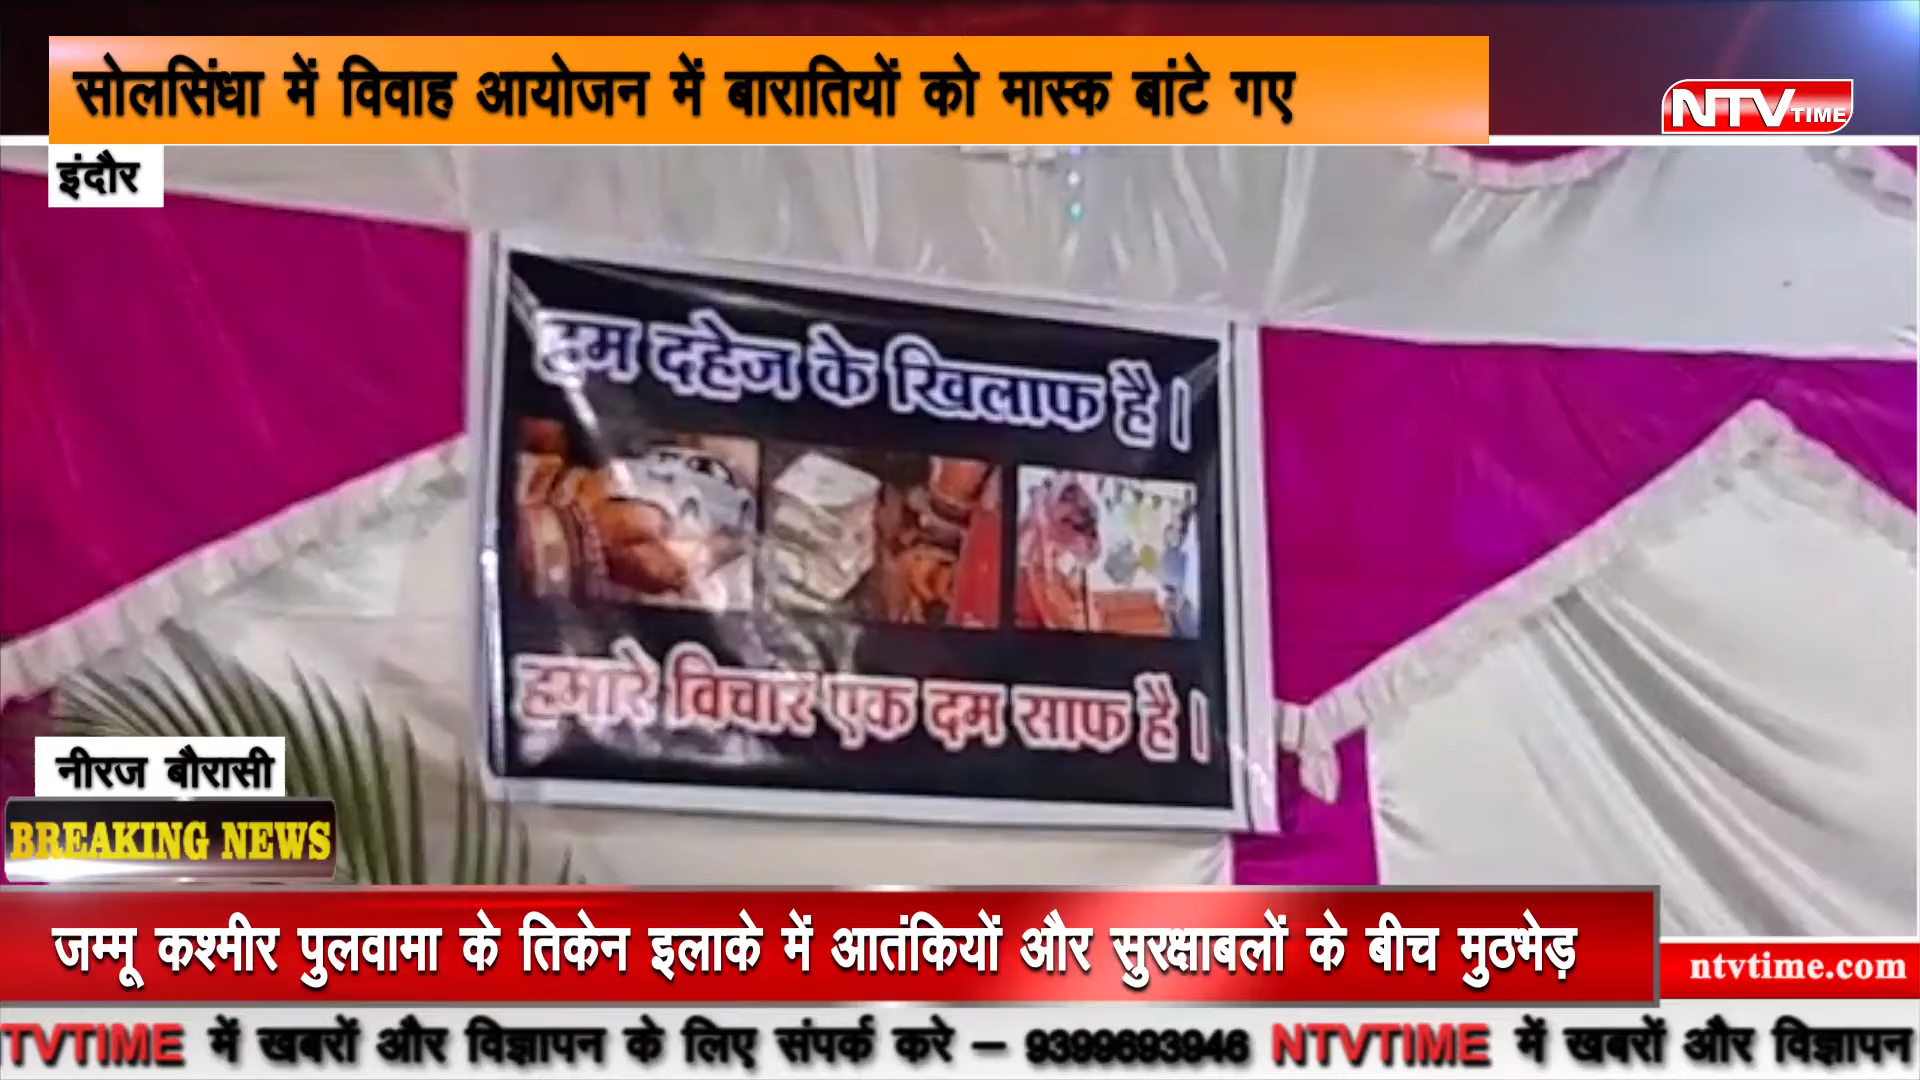 सोलसिंधा में विवाह आयोजन में बारातियों को मास्क बांटे गए
NTV TIME
इंदौर
हम दहेज के खिलाफ है।
हमारे विचार एक दम साफ है।
नीरज बौरासी
BREAKING NEWS
जम्मू कश्मीर पुलवामा के तिकेन इलाके में आतंकियों और सुरक्षाबलों के बीच मुठभेड़
ntvtime.com
TVTIME में खबरों और विज्ञापन के लिए संपर्क करे – 9399693946 NTVTIME में खबरों और विज्ञापन